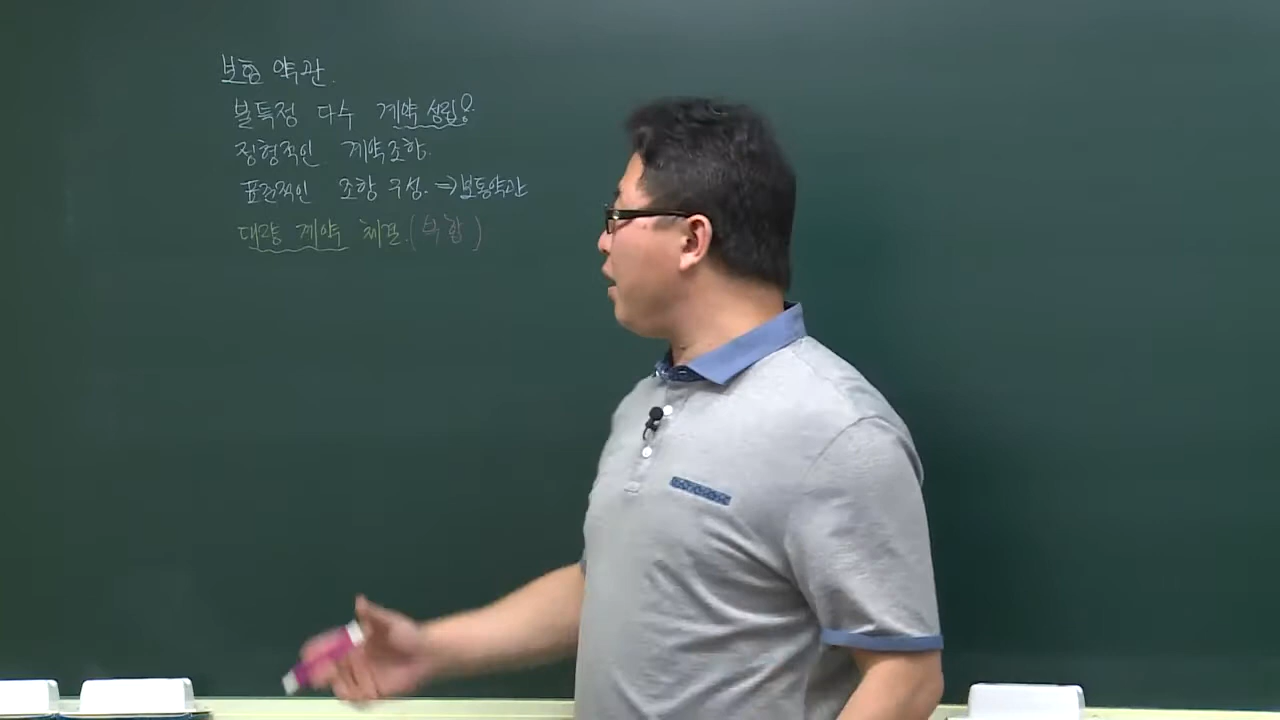 보험 약관.
불특정 다수 계약 성립?
정형적인 계약조항.
표준적인 조항 구성. ⇒ 보통약관
대량 계약 체결. (부합)